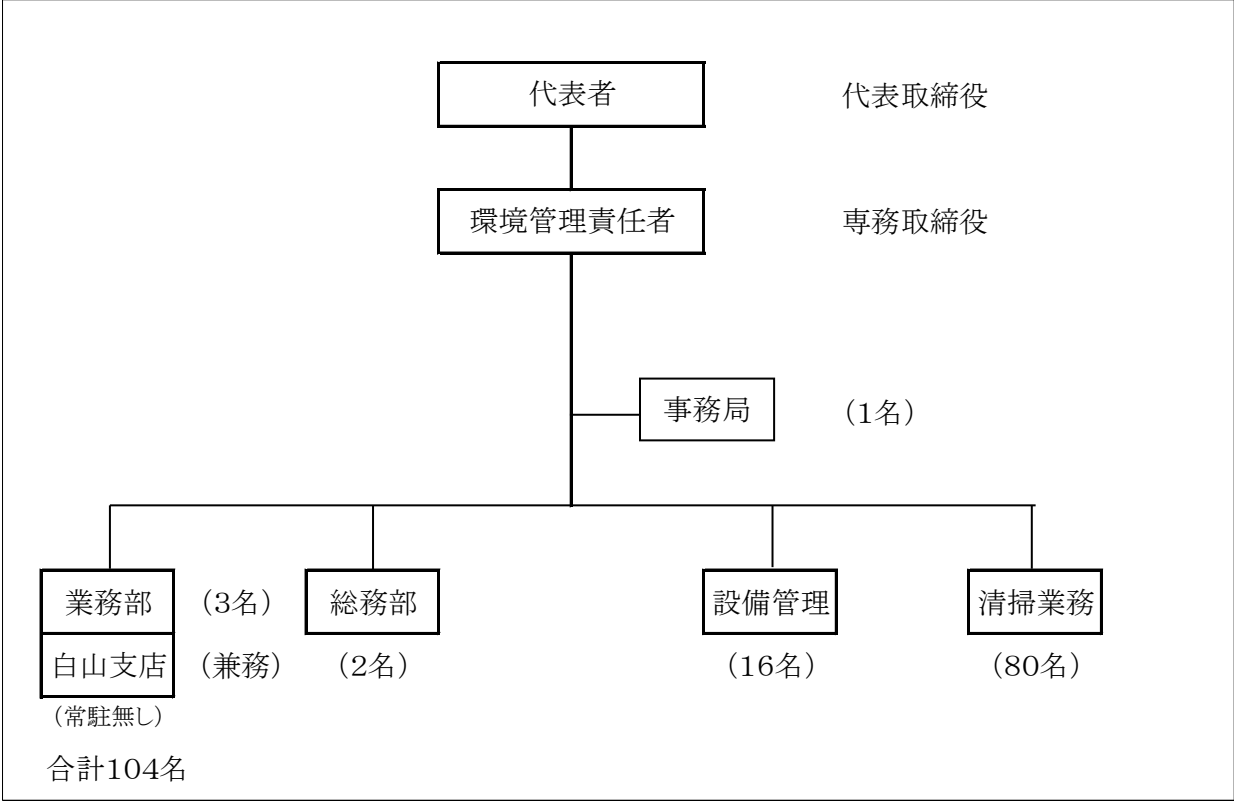 代表者 代表取締役
環境管理責任者 専務取締役
事務局 （1名）
業務部 （3名） 総務部 設備管理 清掃業務
白山支店 （兼務） （2名） （16名） （80名）
（常駐無し）
合計104名